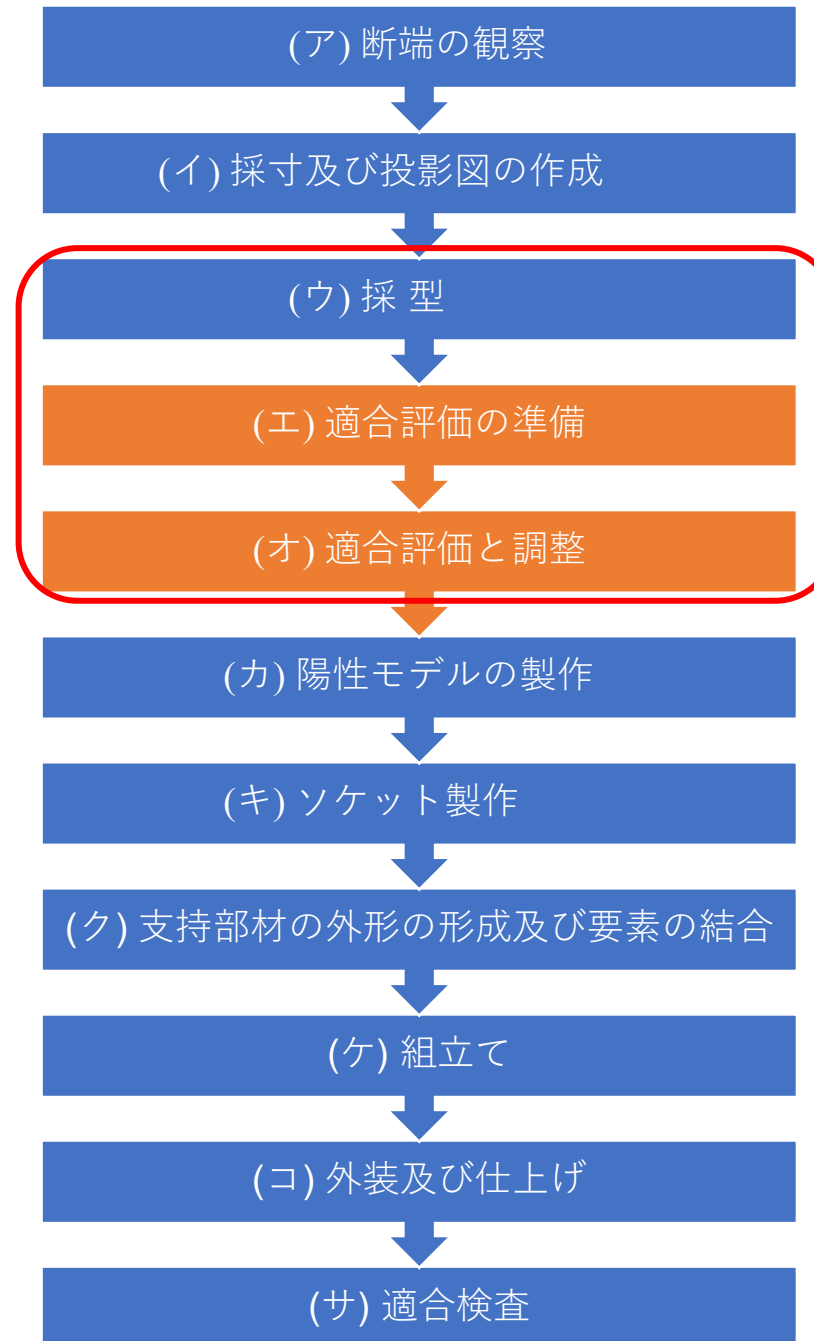 (ア) 断端の観察
(イ) 採寸及び投影図の作成
(ウ) 採 型
(エ) 適合評価の準備
(オ) 適合評価と調整
(カ) 陽性モデルの製作
(キ) ソケット製作
(ク) 支持部材の外形の形成及び要素の結合
(ケ) 組立て
(コ) 外装及び仕上げ
(サ) 適合検査